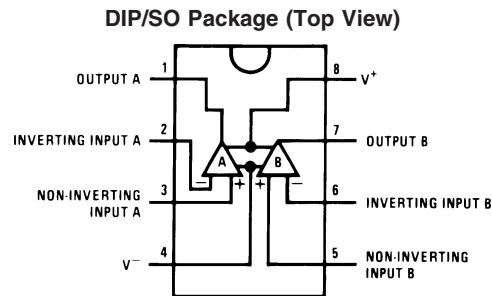 DIP/SO Package (Top View)
1
OUTPUT A
8
V+
2
INVERTING INPUT A
7
OUTPUT B
A
B
− + + −
3
NON-INVERTING
INPUT A
6
INVERTING INPUT B
4
V−
5
NON-INVERTING
INPUT B